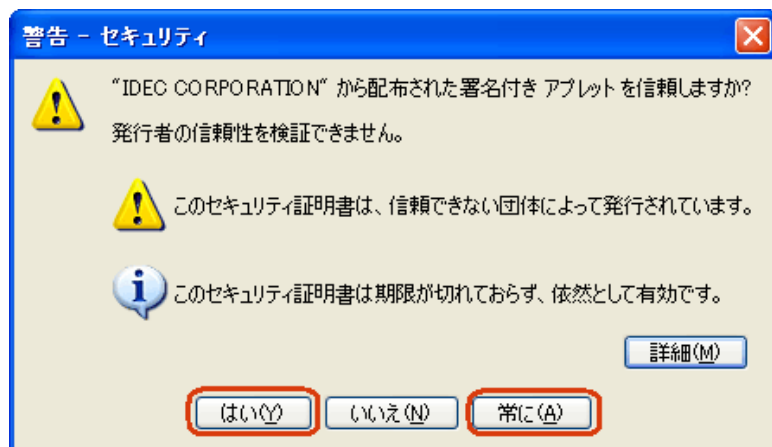 警告 - セキュリティ
"IDEC CORPORATION" から配布された署名付き アプレット を信頼しますか?
発行者の信頼性を検証できません。
このセキュリティ証明書は、信頼できない団体によって発行されています。
このセキュリティ証明書は期限が切れておらず、依然として有効です。
詳細(M)
はい(Y) いいえ(N) 常に(A)